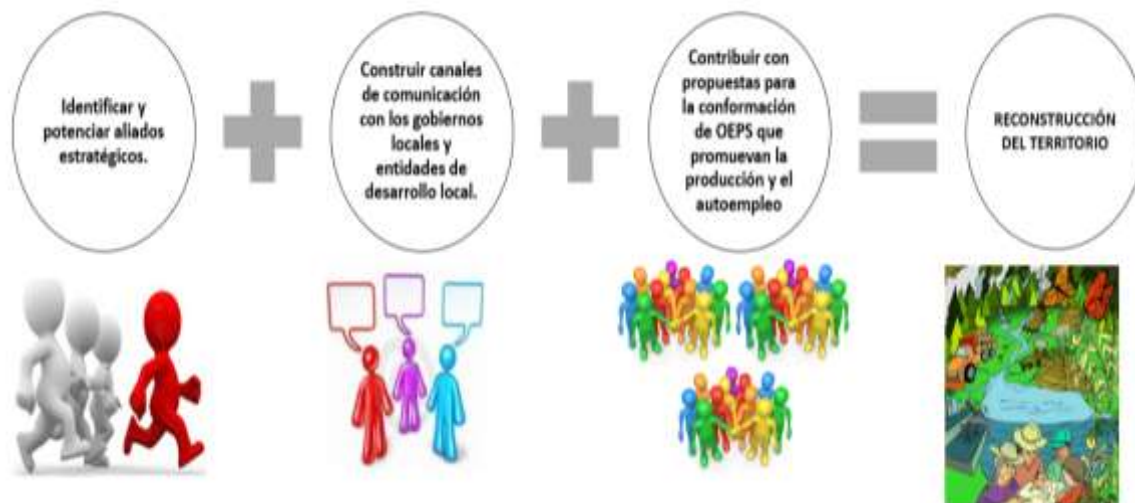 Identificar y
potenciar aliados
estratégicos.
Construir canales
de comunicación
con los gobiernos
locales y
entidades de
desarrollo local.
Contribuir con
propuestas para
la conformación
de OEPS que
promuevan la
producción y el
autoempleo
RECONSTRUCCIÓN
DEL TERRITORIO